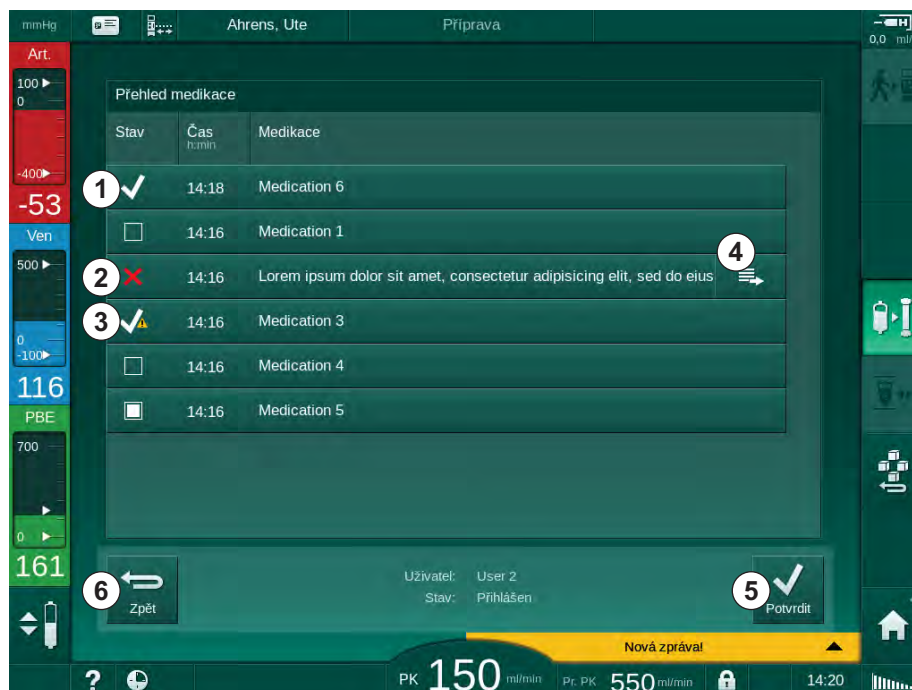 mmHg Ahrens, Ute Příprava
0,0 ml/
Art.
100
0
-400
-53
Ven
500
0
-100
116
PBE
700
0
161
Přehled medikace
Stav Čas Medikace
h:min
1 14:18 Medication 6
14:16 Medication 1
4
2 14:16 Lorem ipsum dolor sit amet, consectetur adipisicing elit, sed do eius
3 14:16 Medication 3
14:16 Medication 4
14:16 Medication 5
6 Zpět
Uživatel: User 2
Stav: Přihlášen
5 Potvrdit
Nová zpráva!
? PK 150 ml/min Pr. PK 550 ml/min 14:20